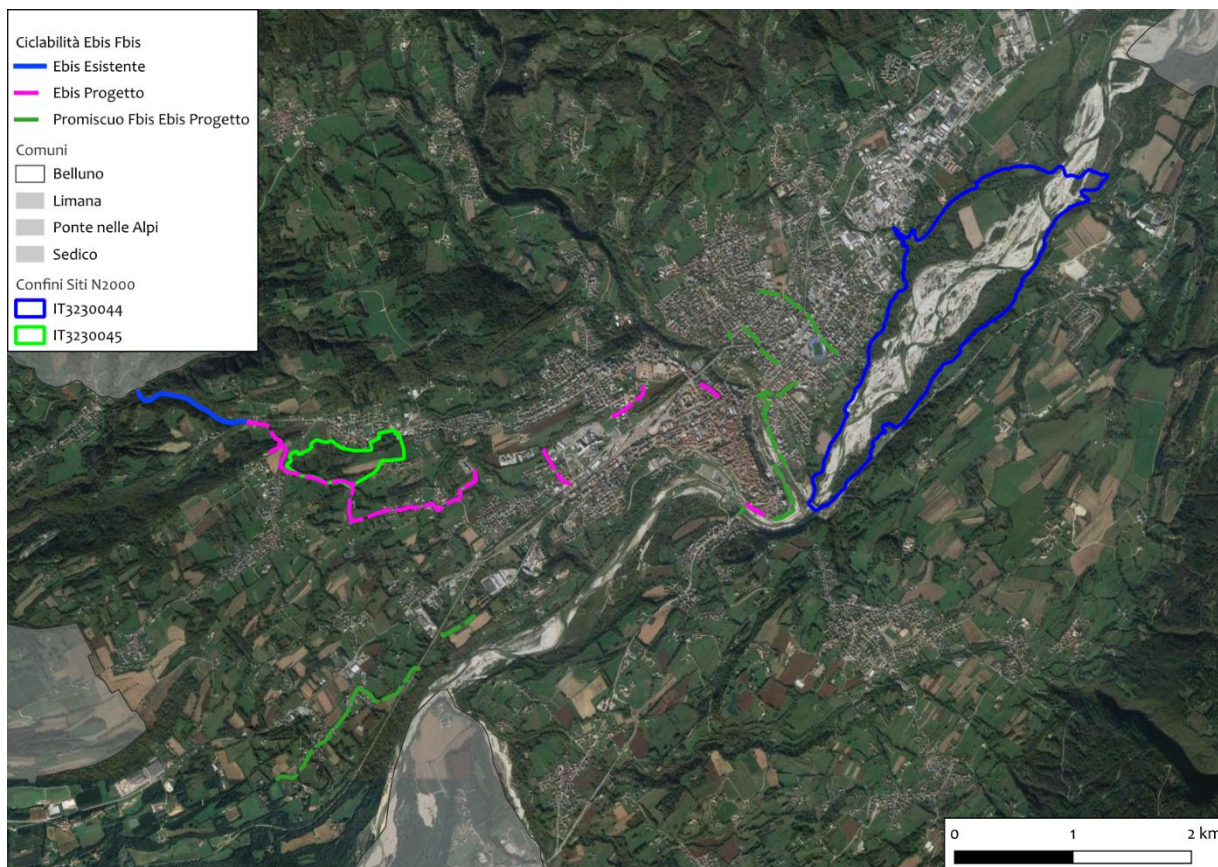 Ciclabilità Ebis Fbis
Ebis Esistente
Ebis Progetto
Promiscuo Fbis Ebis Progetto
Comuni
Belluno
Limana
Ponte nelle Alpi
Sedico
Confini Siti N2000
IT3230044
IT3230045
0 1 2 km